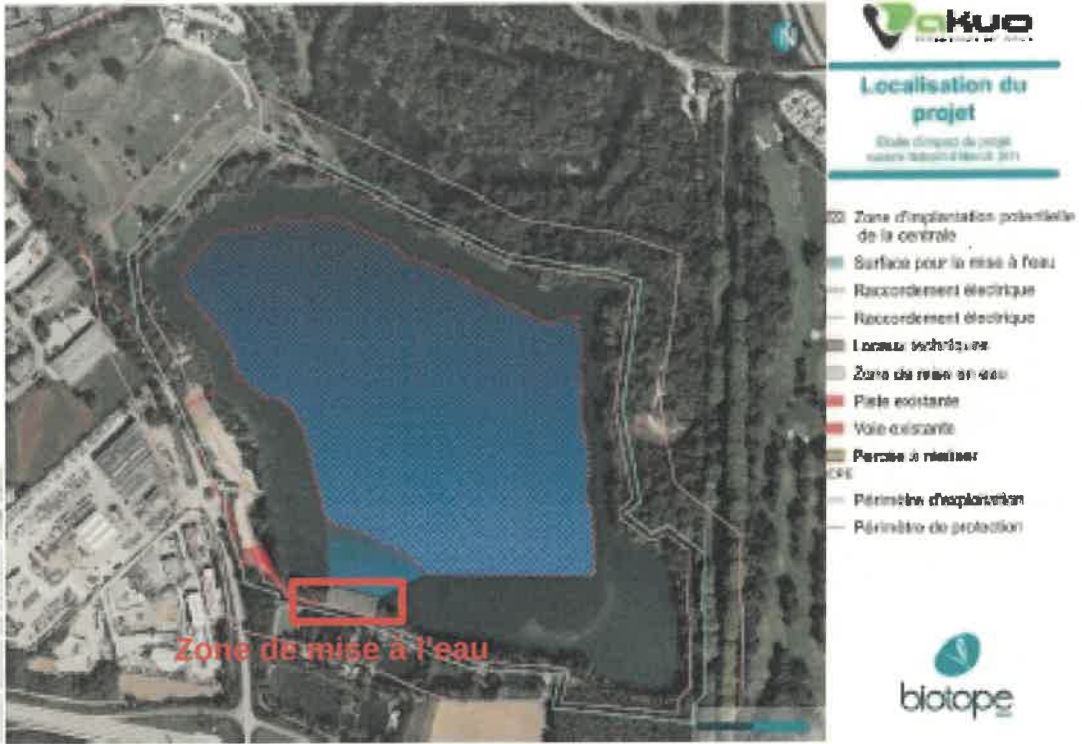 akuo
Localisation du
projet
Zone d'implantation potentielle
de la centrale
Surface pour la mise à l'eau
Raccordement électrique
Raccordement électrique
Locaux techniques
Zone de mise en eau
Piste existante
Voie existante
Périmètre d'exploitation
Périmètre de protection
Zone de mise à l'eau
biotope